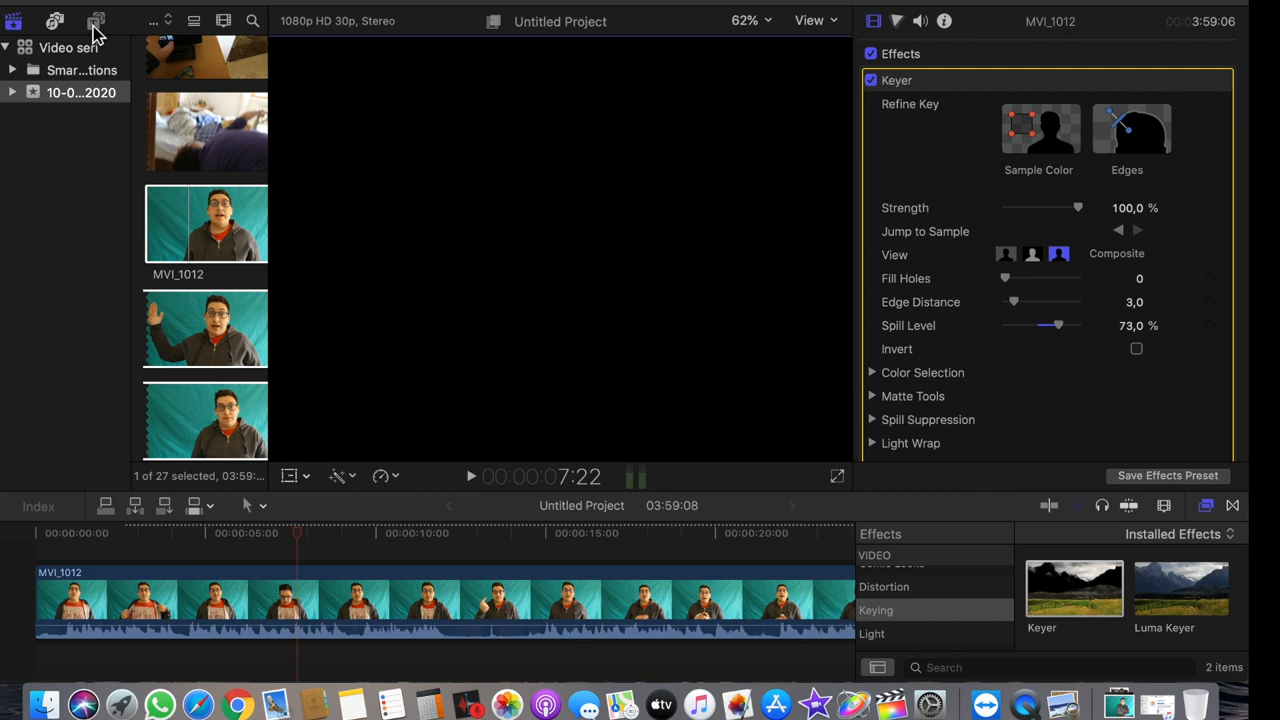 ...
1080p HD 30p, Stereo
Untitled Project
62%
View
MVI_1012
00:03:59:06
Video seri
Smar...tions
10-0...2020
Effects
Keyer
Refine Key
Sample Color
Edges
Strength
100,0 %
Jump to Sample
View
Composite
Fill Holes
0
Edge Distance
3,0
Spill Level
73,0 %
Invert
Color Selection
Matte Tools
Spill Suppression
Light Wrap
MVI_1012
1 of 27 selected, 03:59:...
00:00:00:07:22
Save Effects Preset
Index
Untitled Project
03:59:08
00:00:00:00
00:00:05:00
00:00:10:00
00:00:15:00
00:00:20:00
MVI_1012
Effects
Installed Effects
VIDEO
Distortion
Keying
Light
Keyer
Luma Keyer
Search
2 items
tv